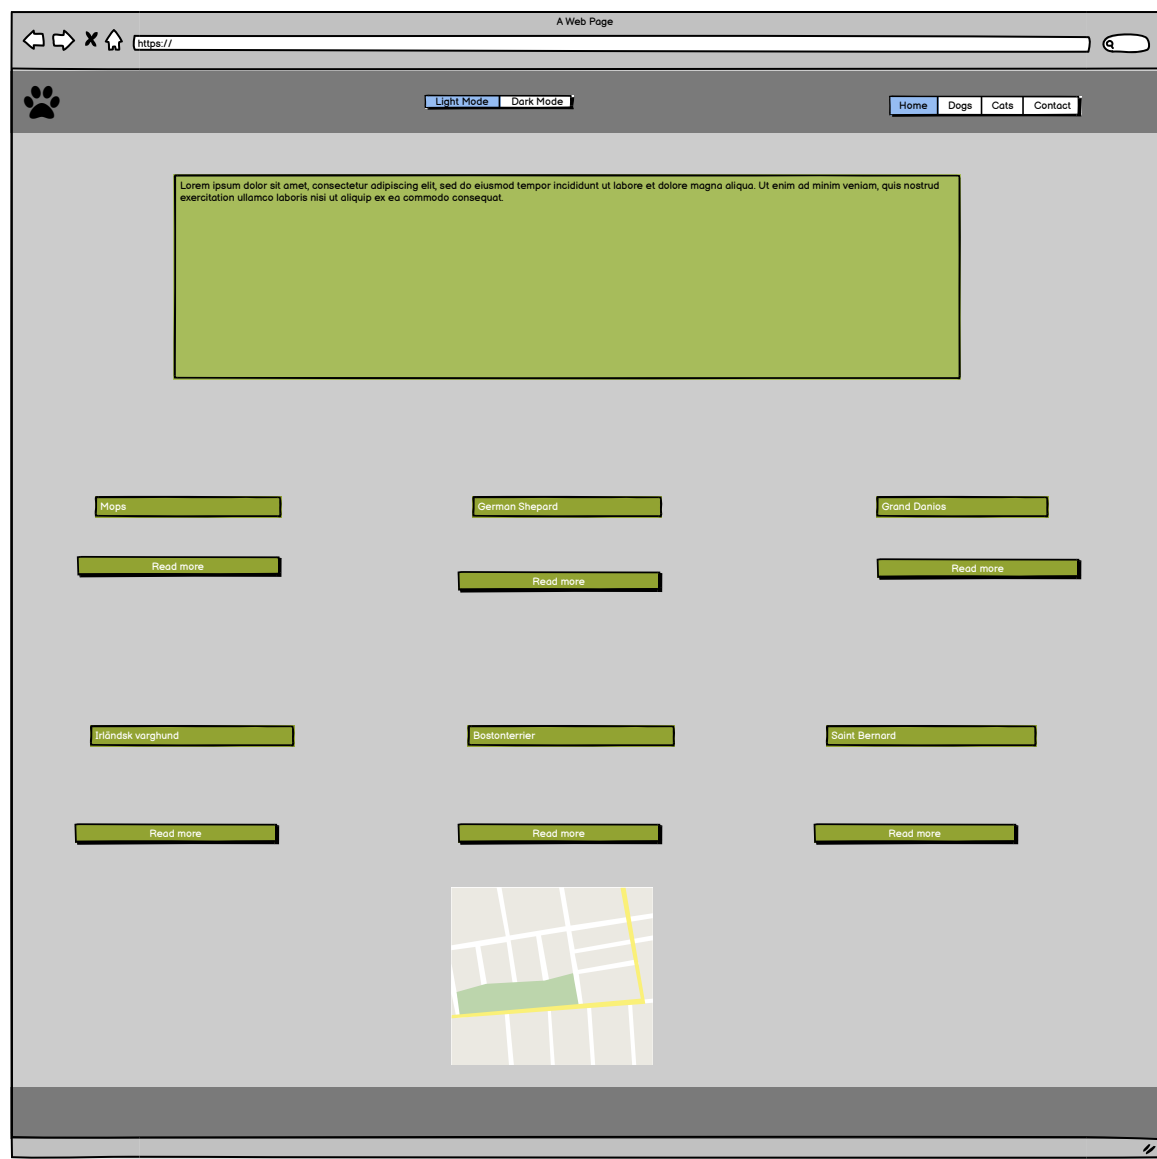 A Web Page
https://
Light Mode Dark Mode
Home Dogs Cats Contact
Lorem ipsum dolor sit amet, consectetur adipiscing elit, sed do eiusmod tempor incididunt ut labore et dolore magna aliqua. Ut enim ad minim veniam, quis nostrud
exercitation ullamco laboris nisi ut aliquip ex ea commodo consequat.
Mops
German Shepard
Grand Danios
Read more
Read more
Read more
Irländsk varghund
Bostonterrier
Saint Bernard
Read more
Read more
Read more